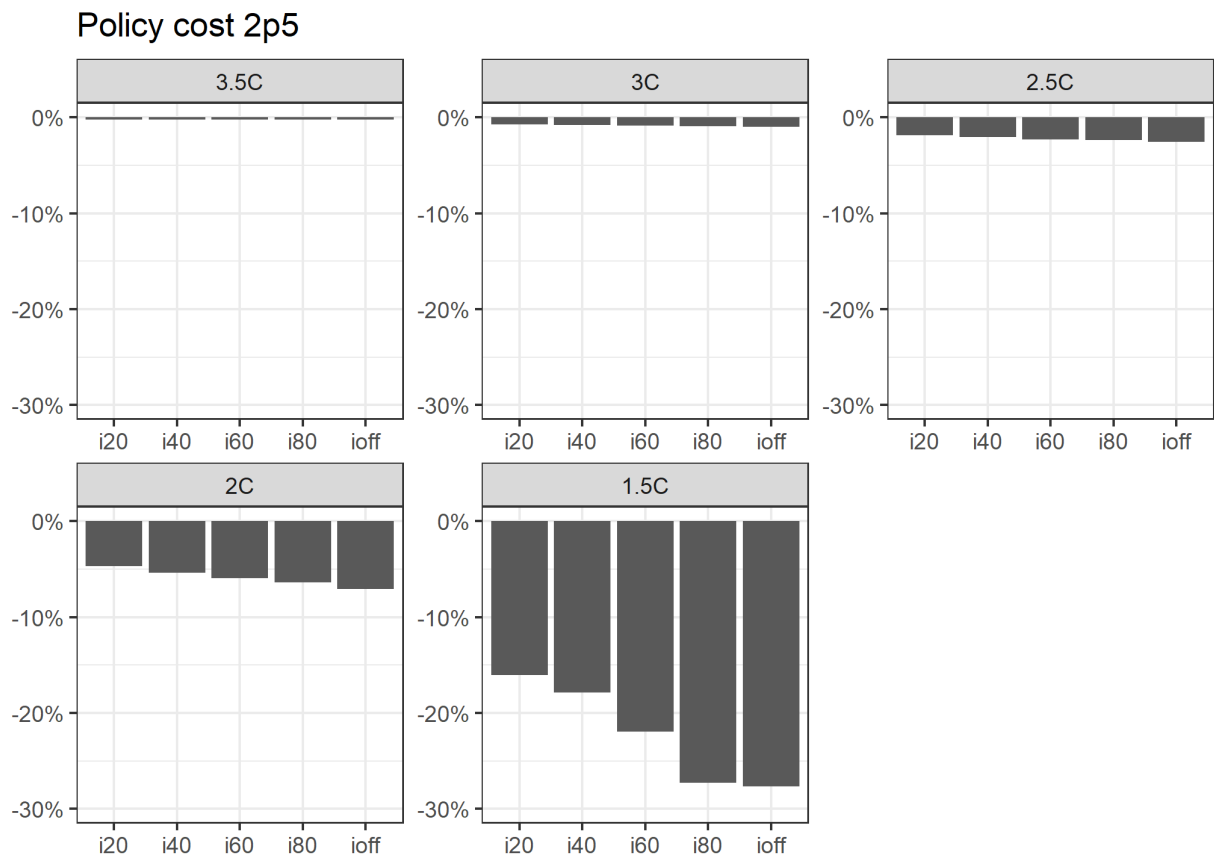 Policy cost 2p5
3.5C 3C 2.5C
0% 0% 0%
-10% -10% -10%
-20% -20% -20%
-30% -30% -30%
i20 i40 i60 i80 ioff i20 i40 i60 i80 ioff i20 i40 i60 i80 ioff
2C 1.5C
0% 0%
-10% -10%
-20% -20%
-30% -30%
i20 i40 i60 i80 ioff i20 i40 i60 i80 ioff